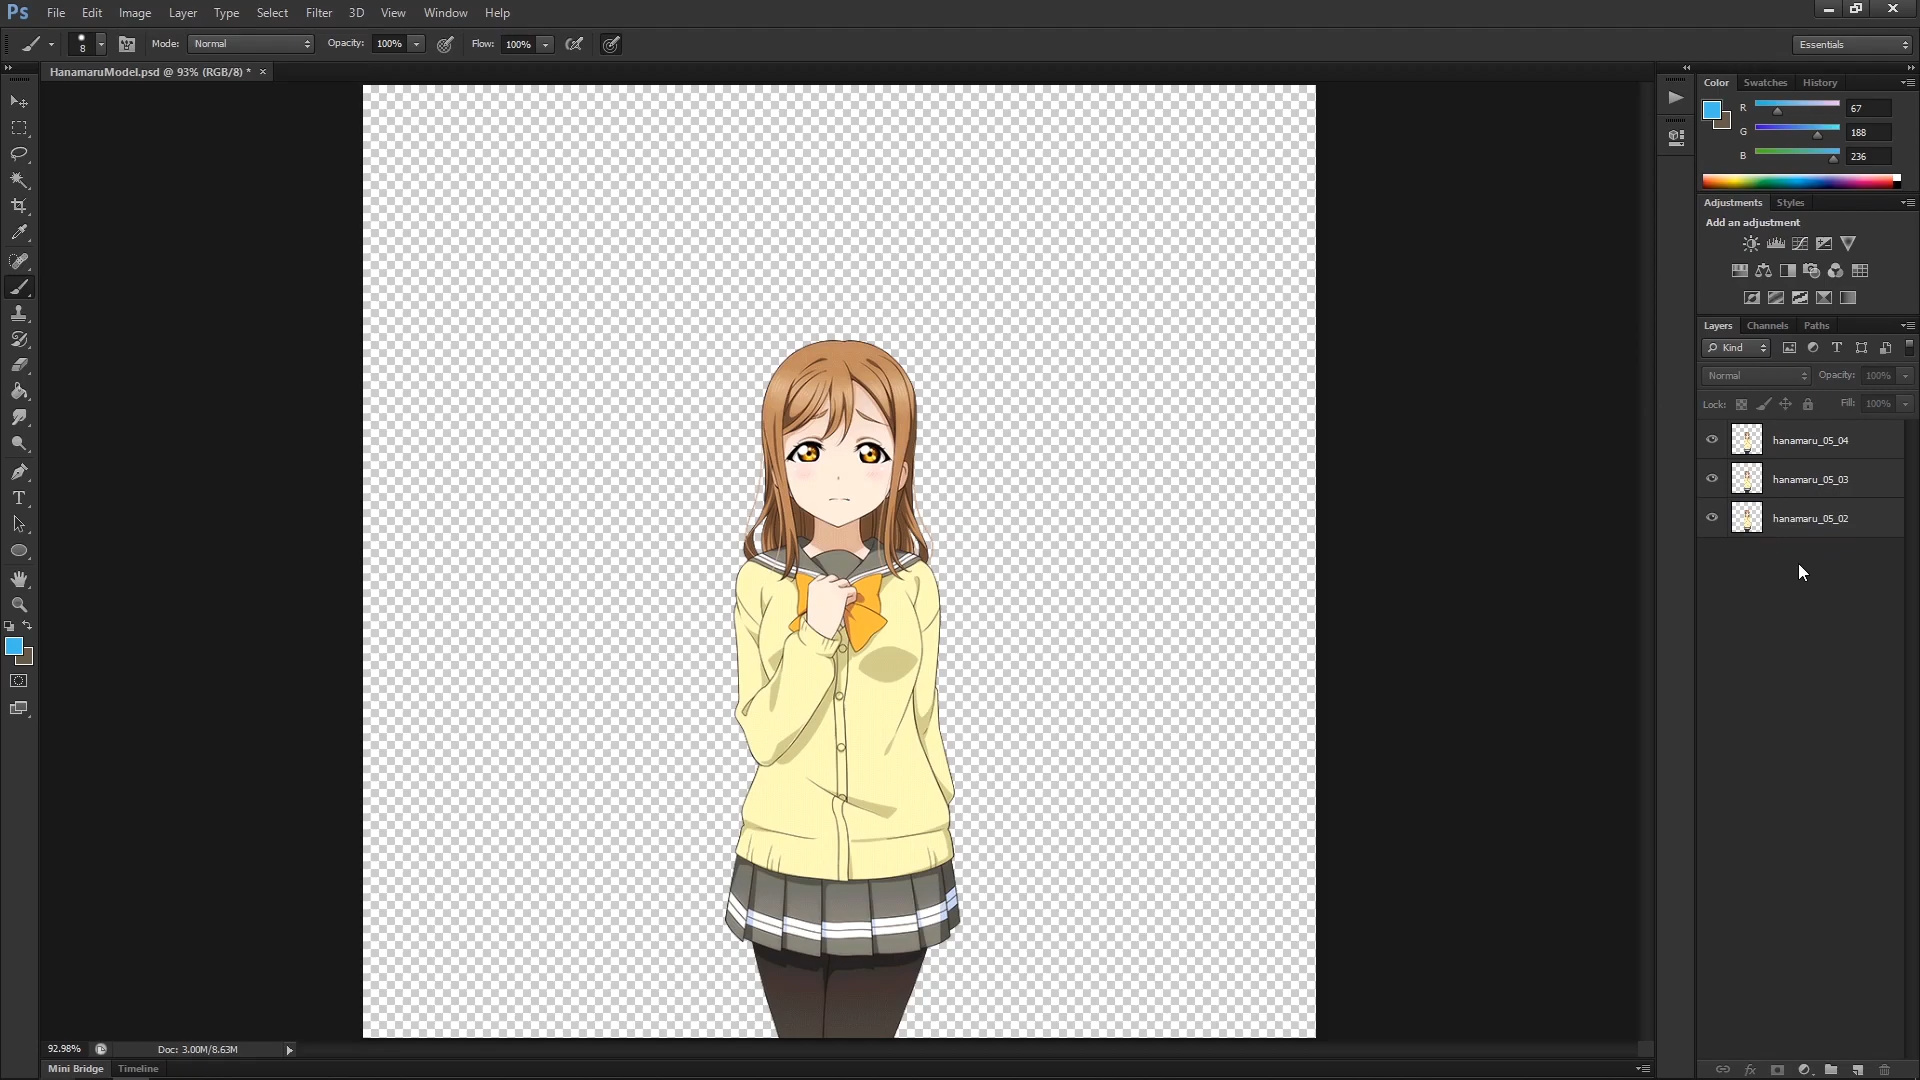 Ps File Edit Image Layer Type Select Filter 3D View Window Help
8 Mode: Normal Opacity: 100% Flow: 100% Essentials
HanamaruModel.psd @ 93% (RGB/8) * ×
Color Swatches History
R 67
G 188
B 236
Adjustments Styles
Add an adjustment
Layers Channels Paths
Kind
Normal Opacity: 100%
Lock: Fill: 100%
hanamaru_05_04
hanamaru_05_03
hanamaru_05_02
92.98% Doc: 3.00M/8.63M
Mini Bridge Timeline